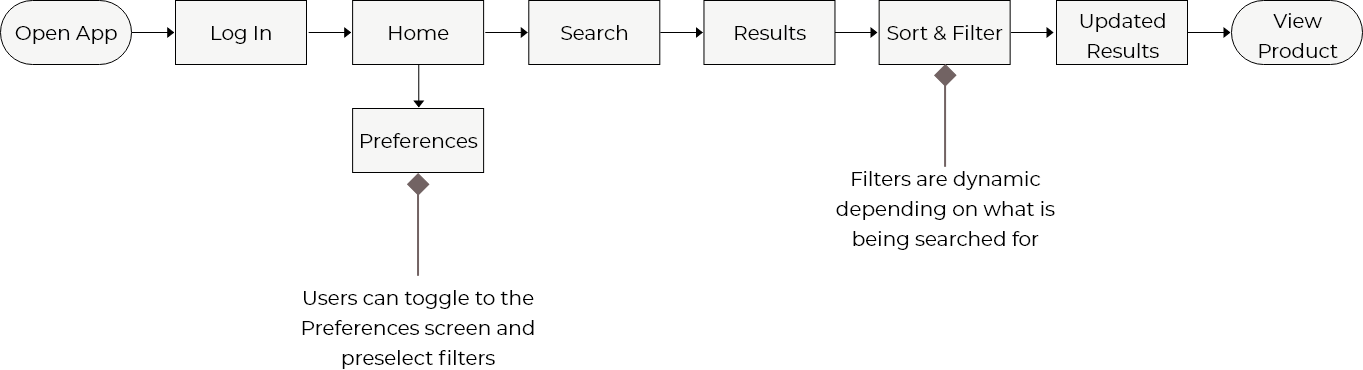 Open App
Log In
Home
Search
Results
Sort & Filter
Updated
Results
View
Product
Preferences
Filters are dynamic
depending on what is
being searched for
Users can toggle to the
Preferences screen and
preselect filters